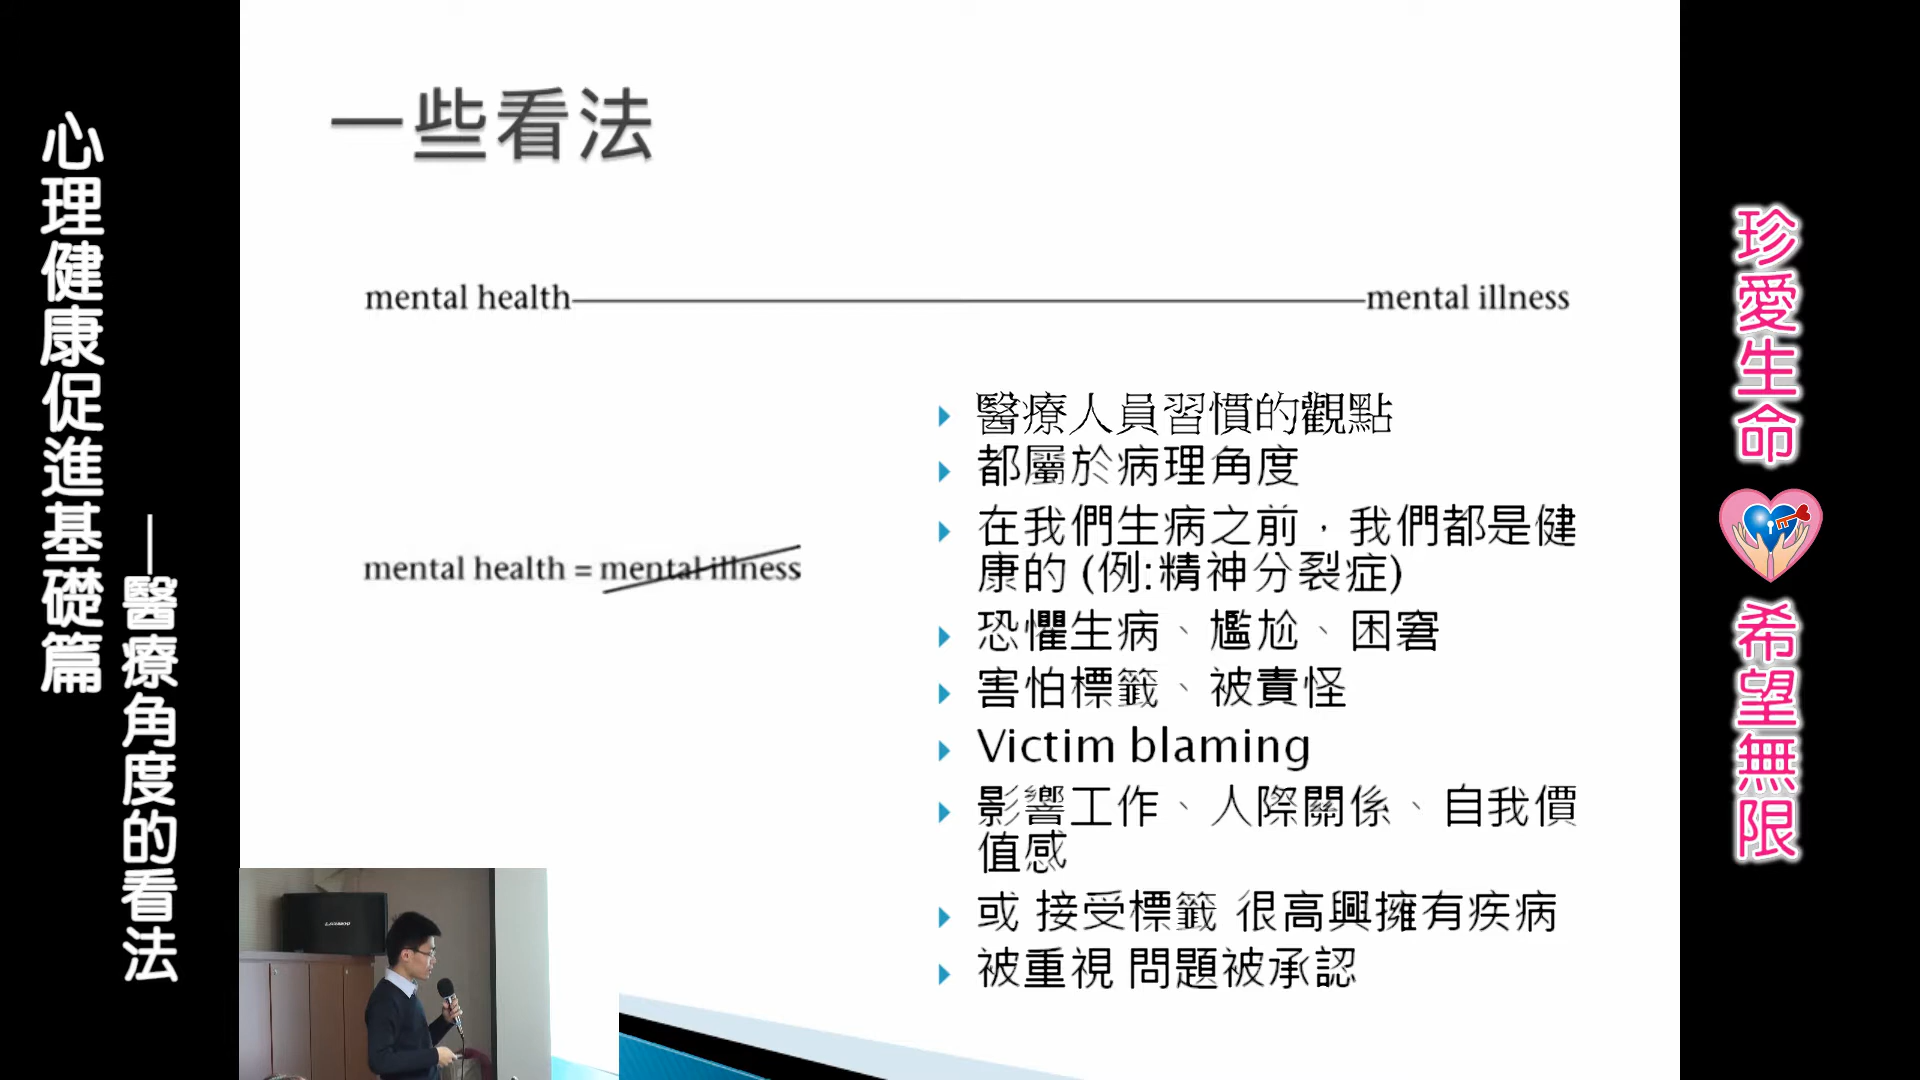 心理健康促進基礎篇
—醫療角度的看法
一些看法
mental health—mental illness
mental health = mental illness
醫療人員習慣的觀點
都屬於病理角度
在我們生病之前，我們都是健
康的 (例:精神分裂症)
恐懼生病、尷尬、困窘
害怕標籤、被責怪
Victim blaming
影響工作、人際關係、自我價
值感
或 接受標籤 很高興擁有疾病
被重視 問題被承認
珍愛生命
希望無限